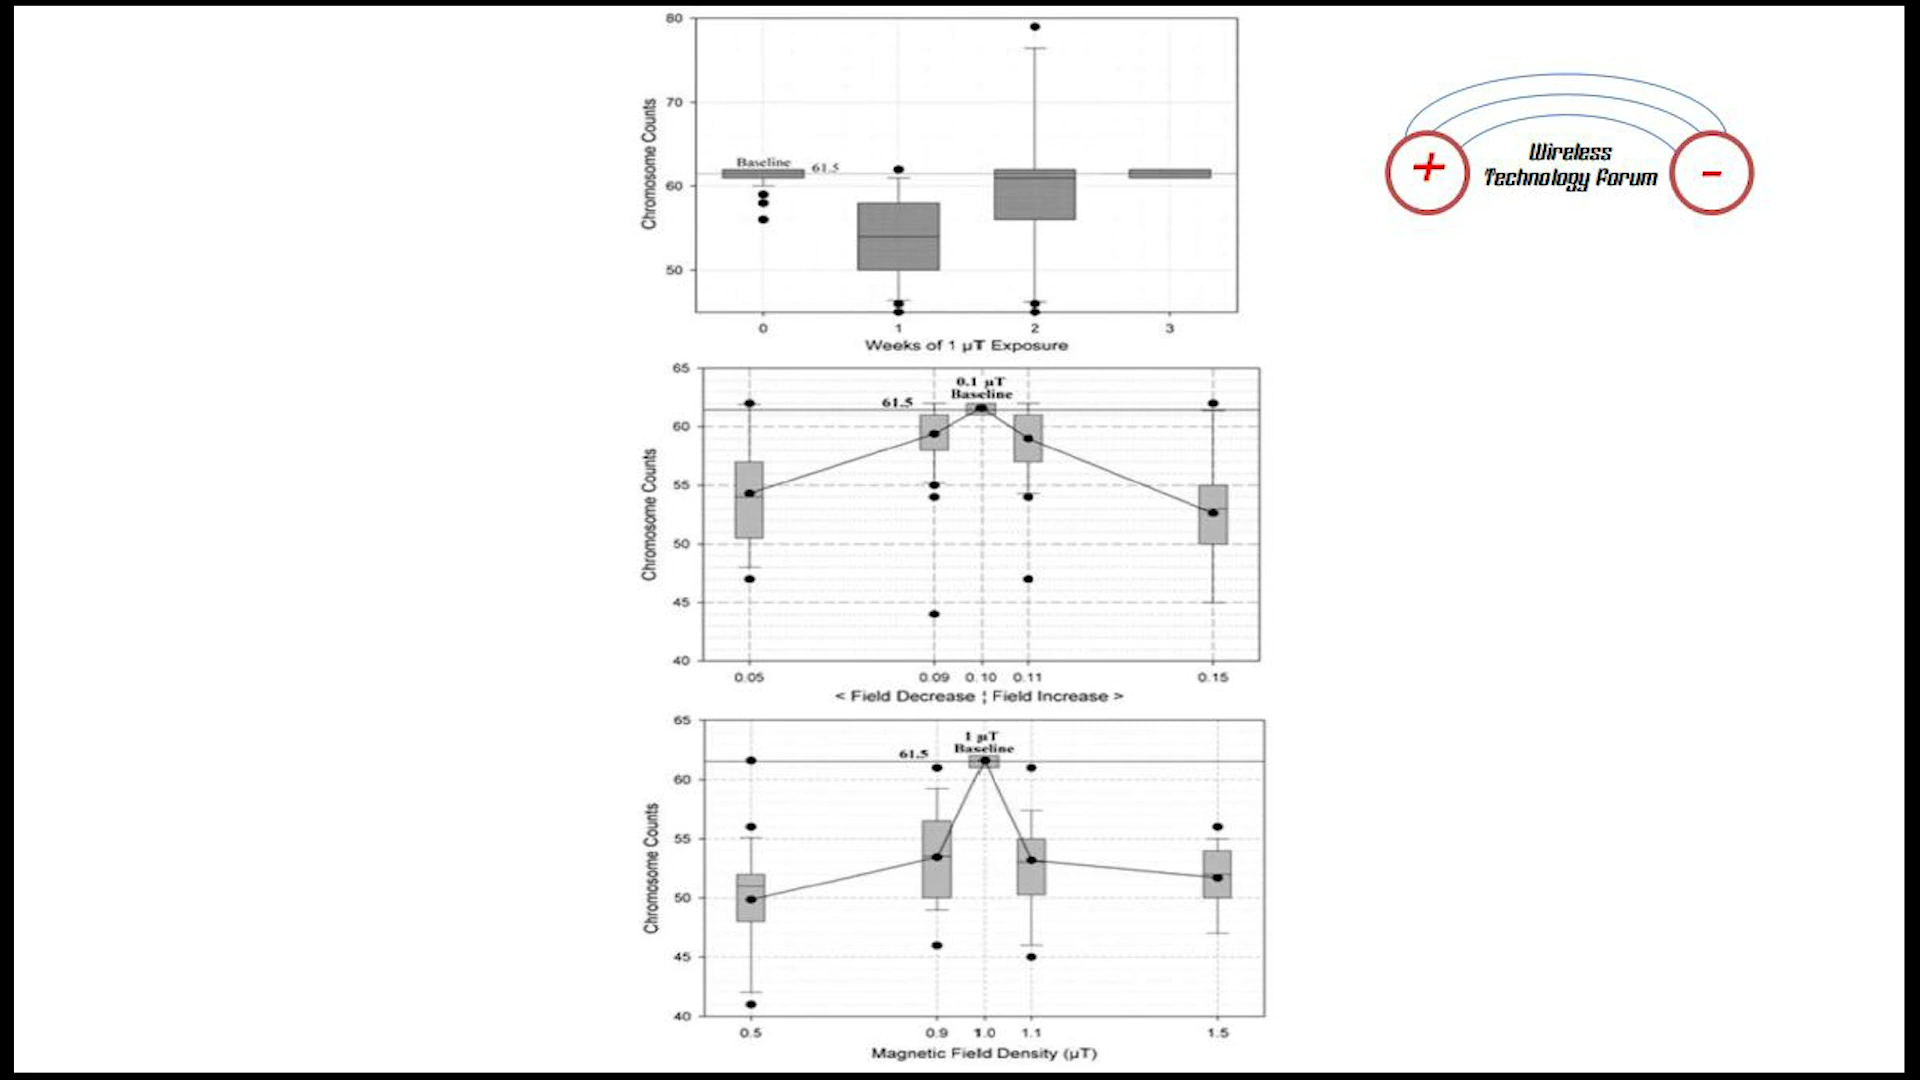 80
70
60
50
Chromosome Counts
Baseline
61.5
0
1
2
3
Weeks of 1 µT Exposure
65
60
55
50
45
40
Chromosome Counts
0.1 µT
Baseline
61.5
0.05
0.09
0.10
0.11
0.15
< Field Decrease ¦ Field Increase >
65
60
55
50
45
40
Chromosome Counts
1 µT
Baseline
61.5
0.5
0.9
1.0
1.1
1.5
Magnetic Field Density (µT)
+
Wireless
Technology Forum
-